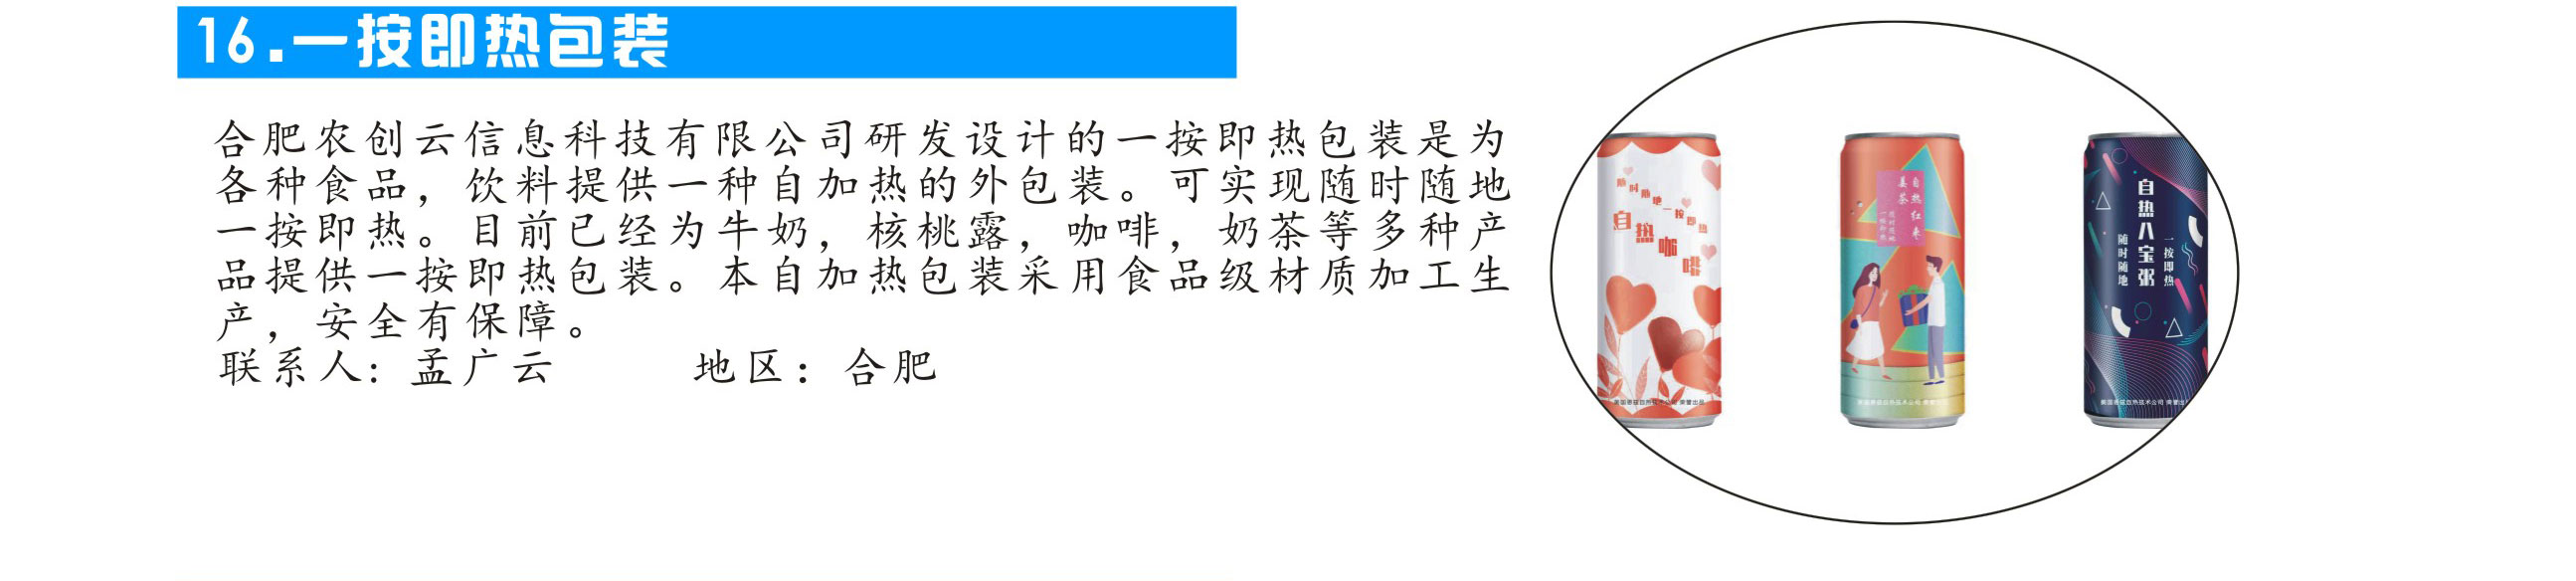 16.一按即热包装
合肥农创云信息科技有限公司研发设计的一按即热包装是为
各种食品，饮料提供一种自加热的外包装。可实现随时随地
一按即热。目前已经为牛奶，核桃露，咖啡，奶茶等多种产
品提供一按即热包装。本自加热包装采用食品级材质加工生
产，安全有保障。
联系人：孟广云 地区：合肥
随时随地一按即热
自热咖啡
自热红枣
姜茶
随时随地
一按即热
自热八宝粥
一按即热
随时随地